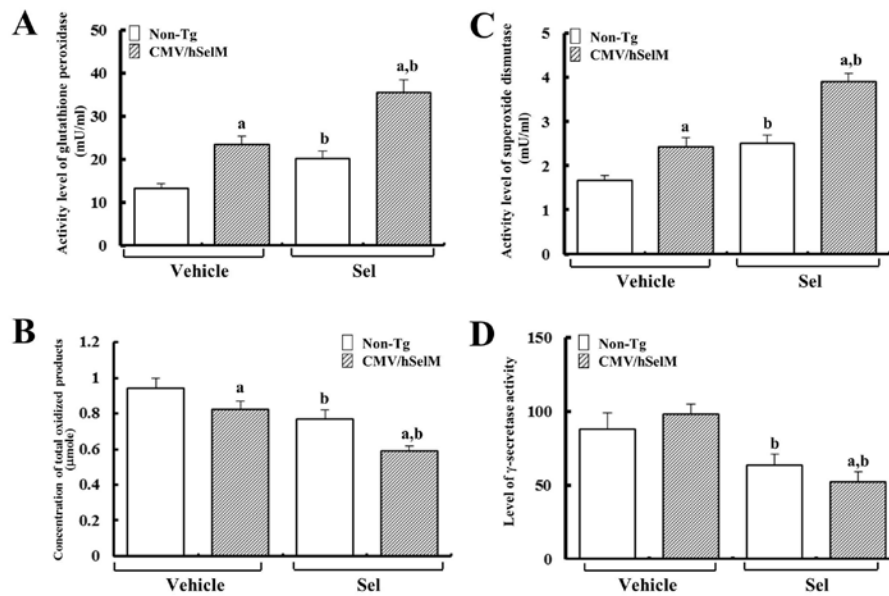 A
Activity level of glutathione peroxidase
(mU/ml)
50
40
30
20
10
0
Non-Tg
CMV/hSelM
a
b
a,b
Vehicle
Sel
C
Activity level of superoxide dismutase
(mU/ml)
5
4
3
2
1
0
Non-Tg
CMV/hSelM
a
b
a,b
Vehicle
Sel
B
Concentration of total oxidized products
(μmole)
1.2
1
0.8
0.6
0.4
0.2
0
Non-Tg
CMV/hSelM
a
b
a,b
Vehicle
Sel
D
Level of γ-secretase activity
150
100
50
0
Non-Tg
CMV/hSelM
b
a,b
Vehicle
Sel